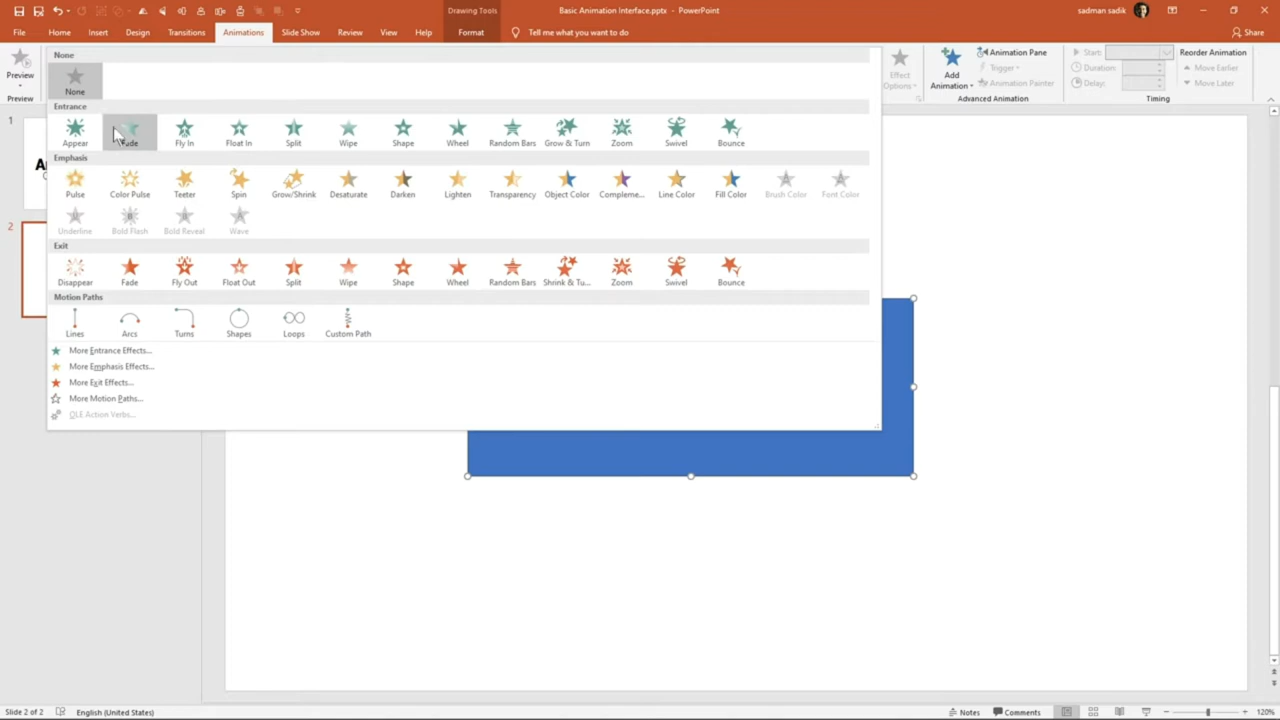 Drawing Tools
Basic Animation Interface.pptx - PowerPoint
sadman sadik
File Home Insert Design Transitions Animations Slide Show Review View Help Format Tell me what you want to do Share
Preview
Preview
None
None
Entrance
Appear Fade Fly In Float In Split Wipe Shape Wheel Random Bars Grow & Turn Zoom Swivel Bounce
Emphasis
Pulse Color Pulse Teeter Spin Grow/Shrink Desaturate Darken Lighten Transparency Object Color Compleme... Line Color Fill Color Brush Color Font Color
Underline Bold Flash Bold Reveal Wave
Exit
Disappear Fade Fly Out Float Out Split Wipe Shape Wheel Random Bars Shrink & Tu... Zoom Swivel Bounce
Motion Paths
Lines Arcs Turns Shapes Loops Custom Path
More Entrance Effects...
More Emphasis Effects...
More Exit Effects...
More Motion Paths...
OLE Action Verbs...
Effect
Options
Add
Animation
Animation Pane
Trigger
Animation Painter
Advanced Animation
Start:
Duration:
Delay:
Reorder Animation
Move Earlier
Move Later
Timing
1
2
Slide 2 of 2 English (United States) Notes Comments 120%